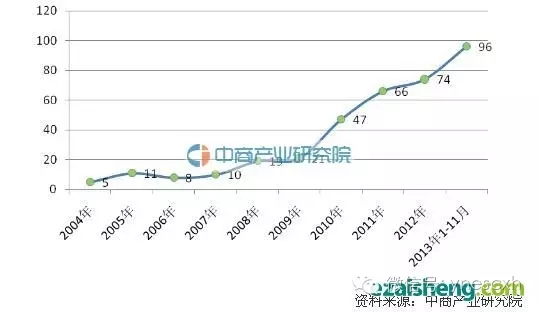 120
100
80
60
40
20
0
5
11
8
10
19
21
47
66
74
96
中商产业研究院
2004年
2005年
2006年
2007年
2008年
2009年
2010年
2011年
2012年
2013年1-11月
ezaisheng.com
资料来源：中商产业研究院